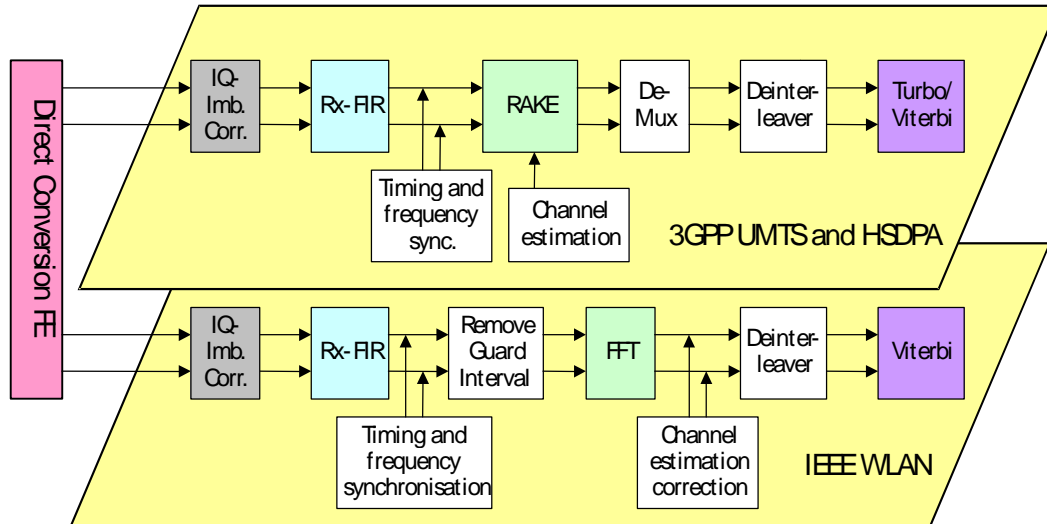 Direct Conversion FE
IQ-
Imb.
Corr.
Rx-FIR
RAKE
De-
Mux
Deinter-
leaver
Turbo/
Viterbi
Timing and
frequency
sync.
Channel
estimation
3GPP UMTS and HSDPA
IQ-
Imb.
Corr.
Rx-FIR
Remove
Guard
Interval
FFT
Deinter-
leaver
Viterbi
Timing and
frequency
synchronisation
Channel
estimation
correction
IEEE WLAN